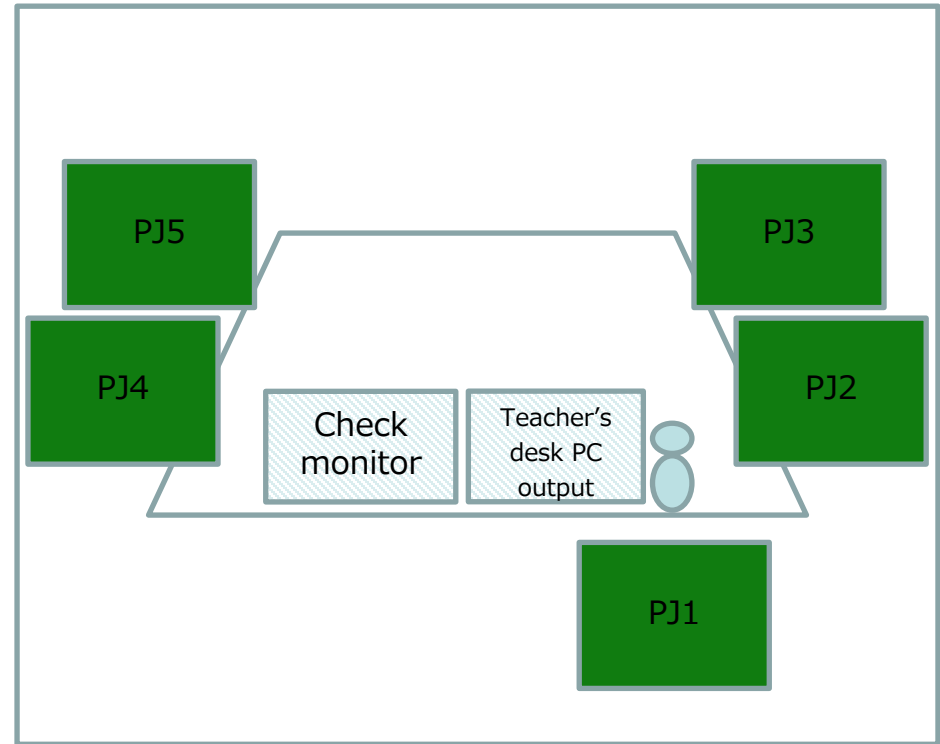 PJ5
PJ3
PJ4
PJ2
Check
monitor
Teacher’s
desk PC
output
PJ1